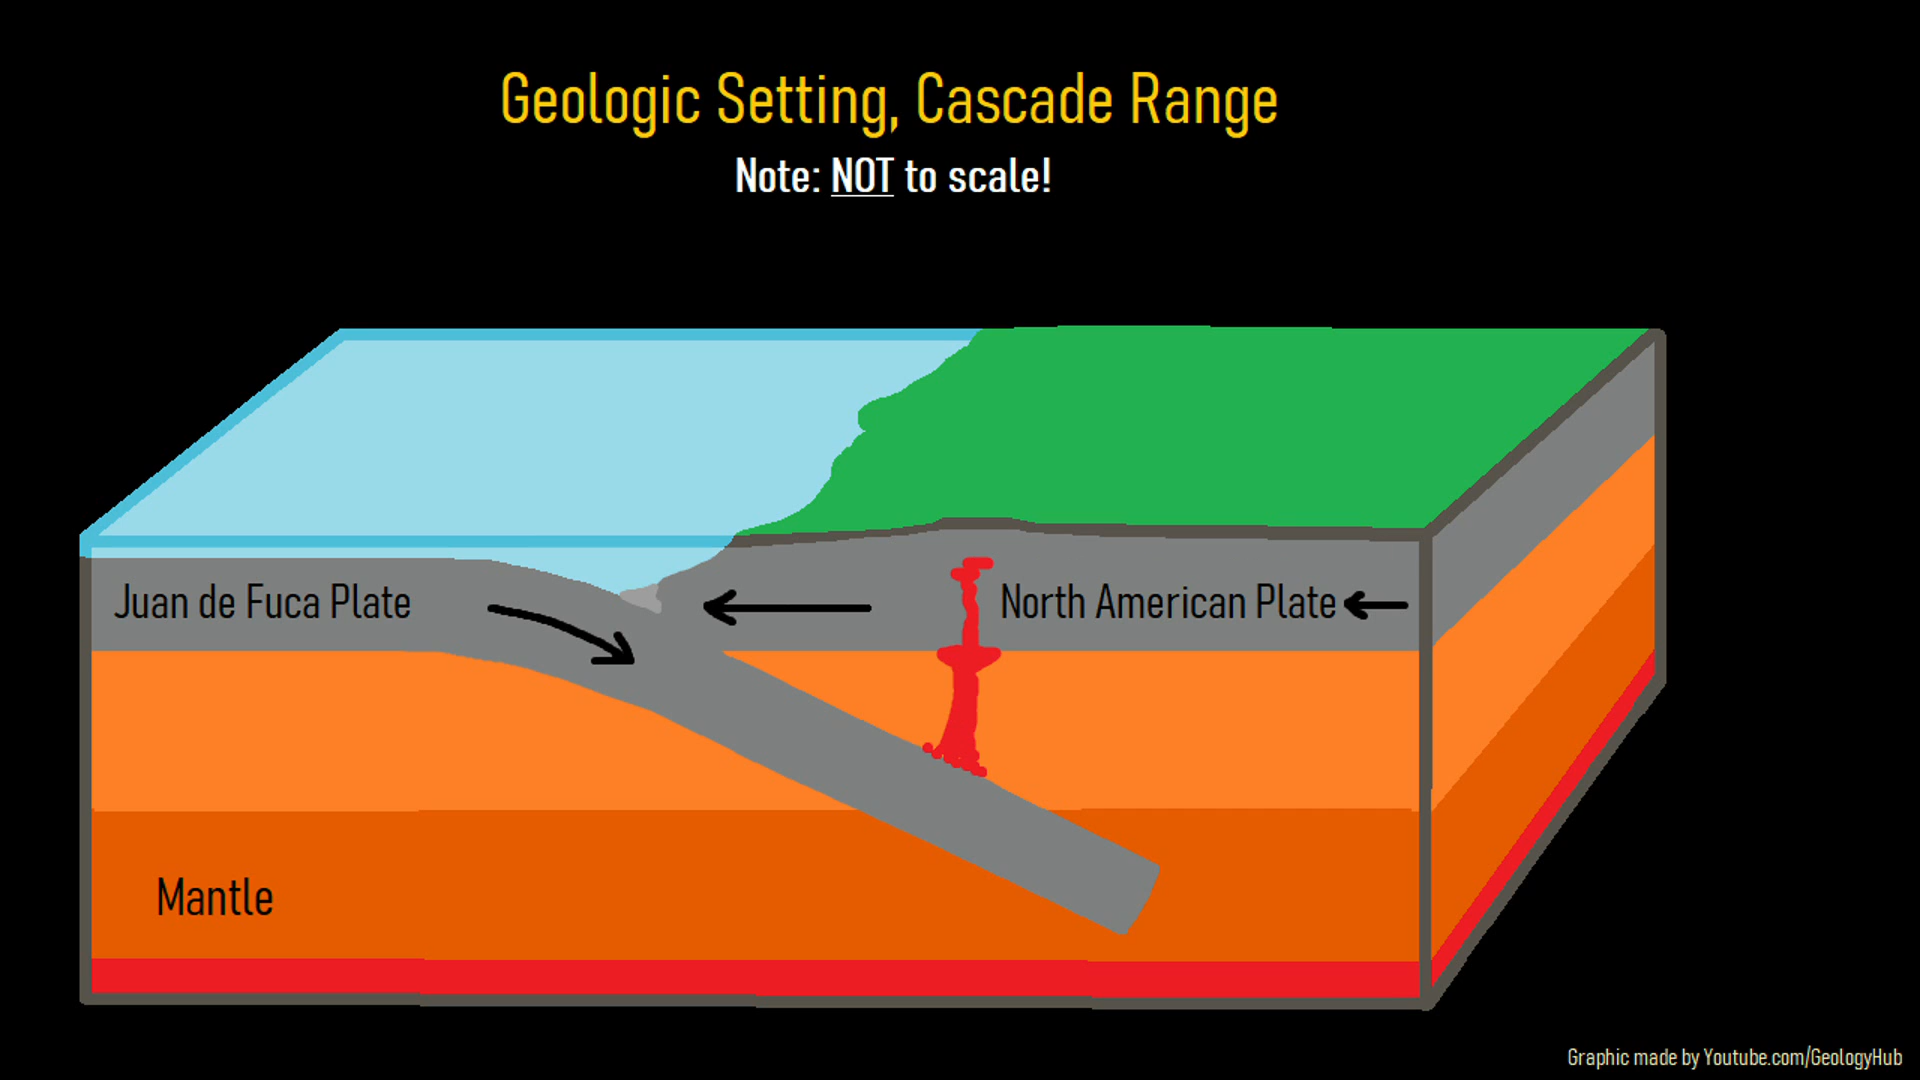 Geologic Setting, Cascade Range
Note: NOT to scale!
Juan de Fuca Plate
North American Plate
Mantle
Graphic made by Youtube.com/GeologyHub